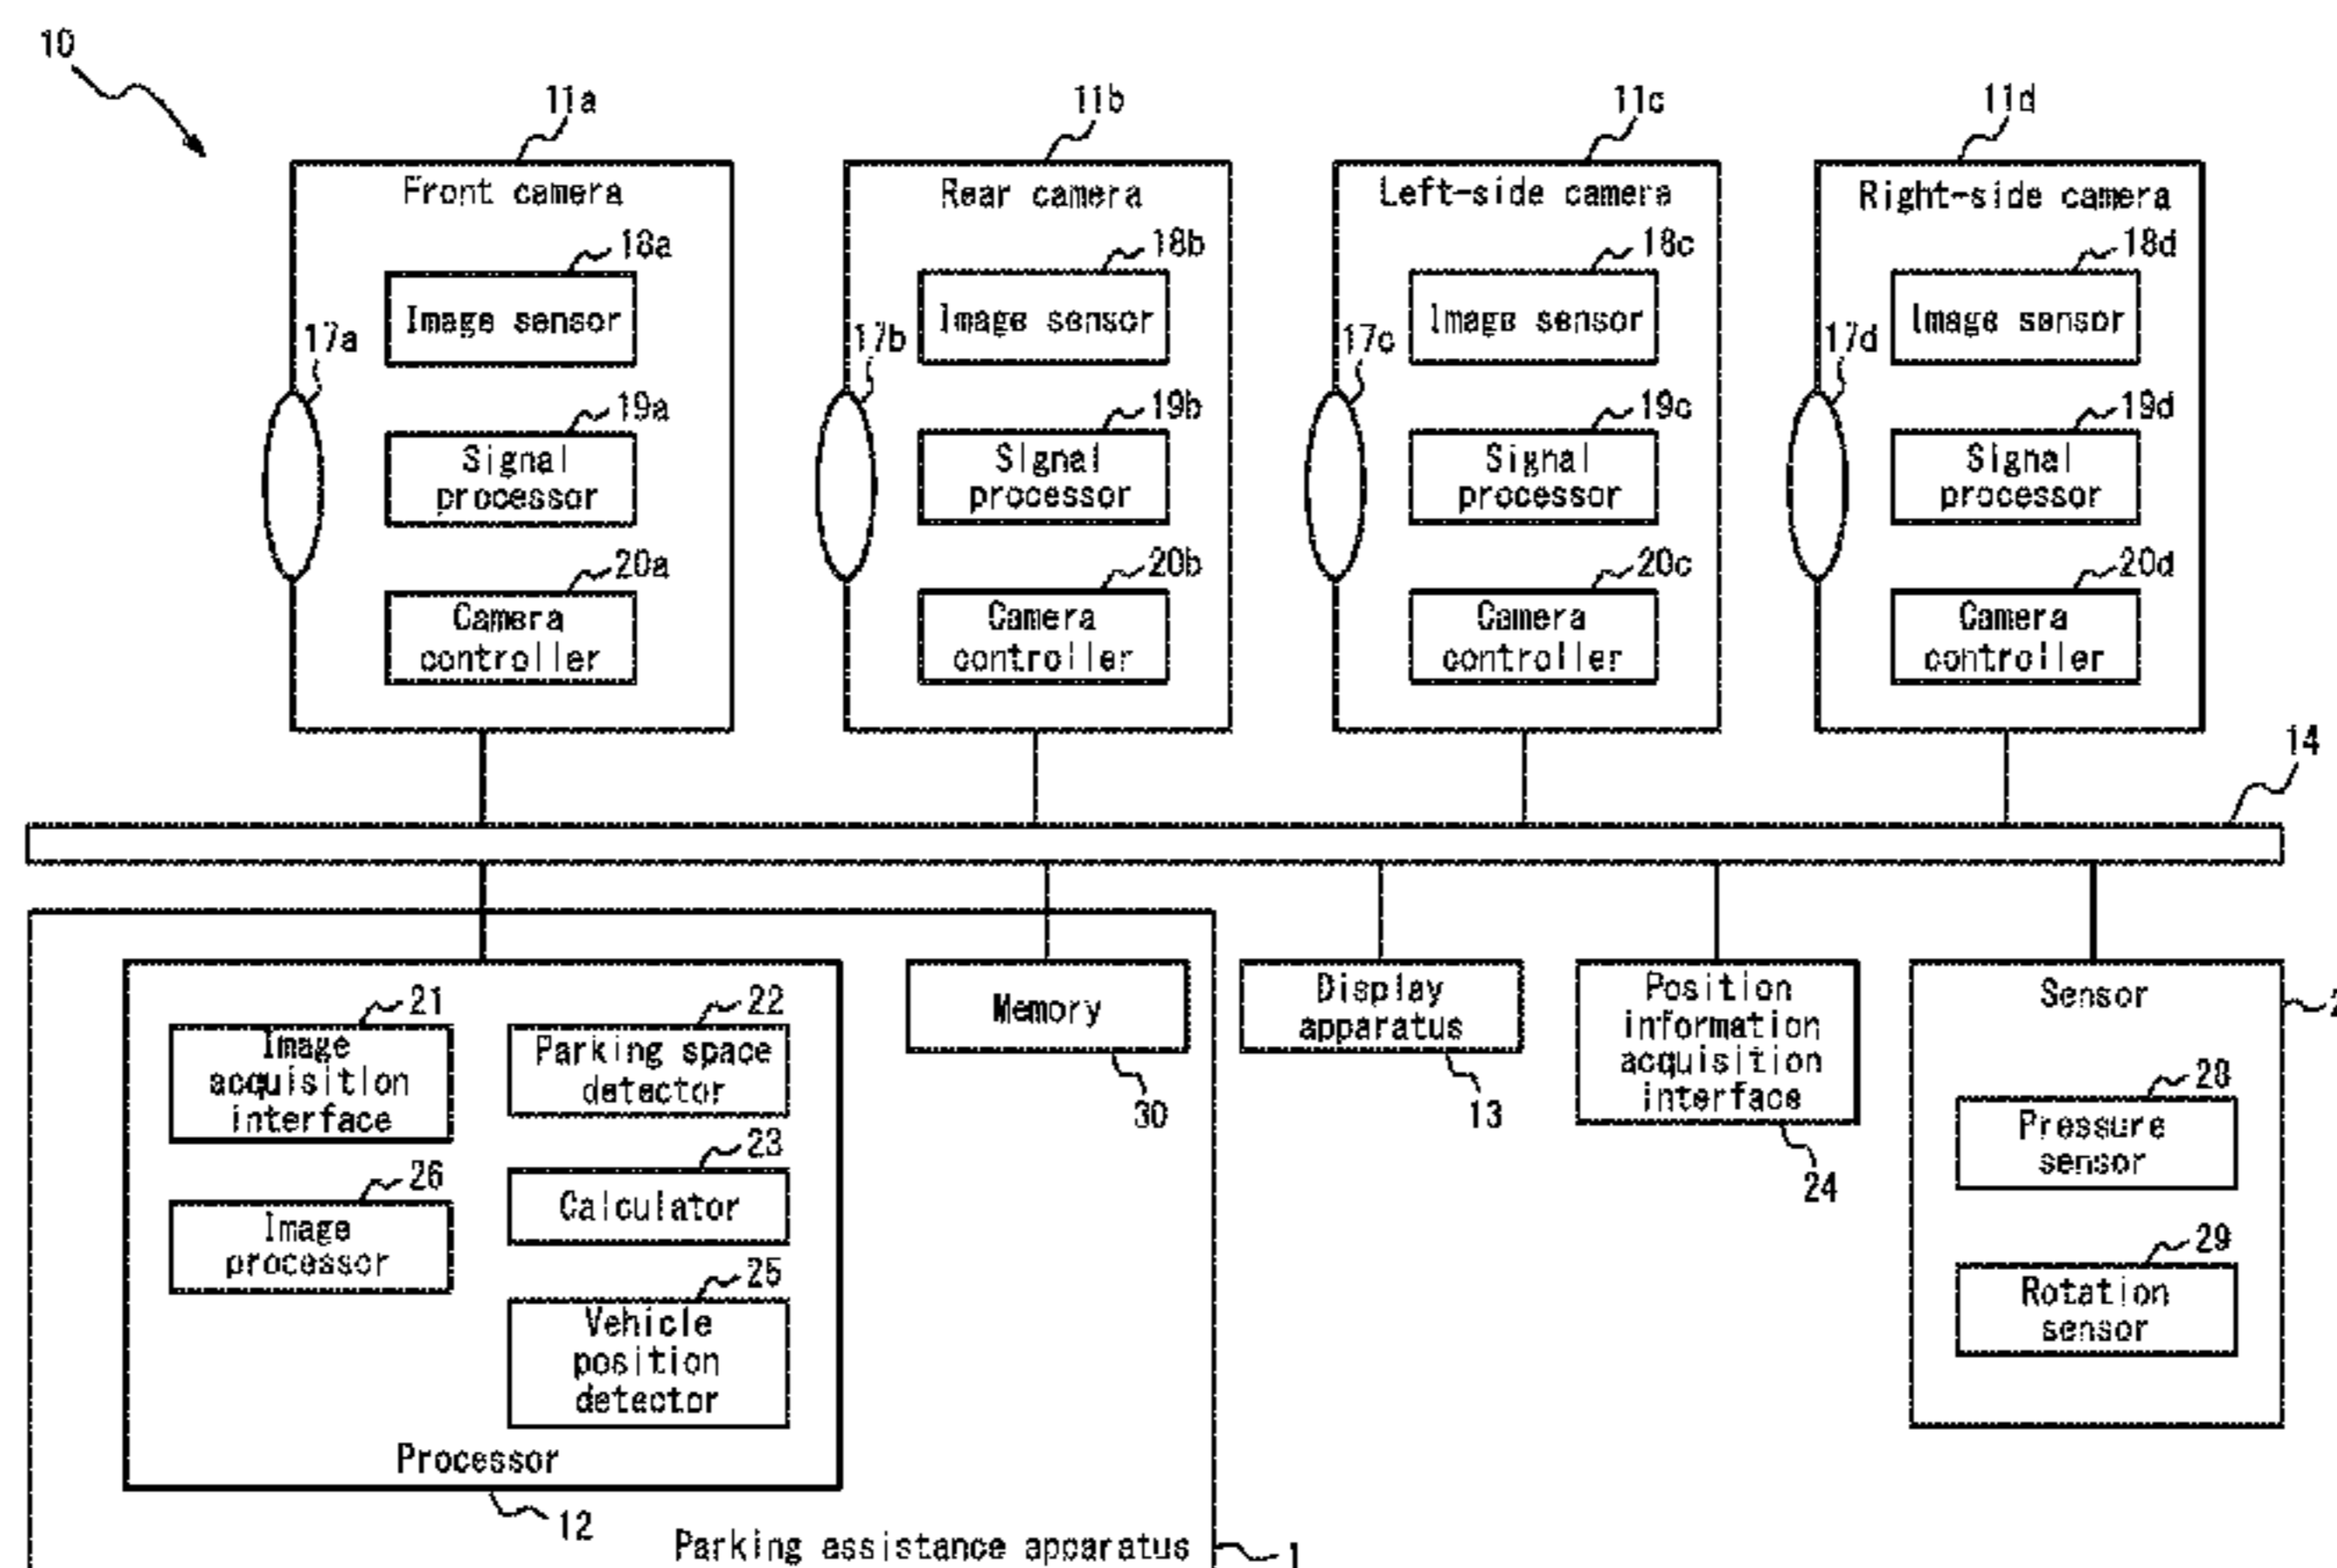 10
11a
11b
11c
11d
Front camera
Rear camera
Left-side camera
Right-side camera
18a
18b
18c
18d
Image sensor
Image sensor
Image sensor
Image sensor
17a
17b
17c
17d
19a
19b
19c
19d
Signal
processor
Signal
processor
Signal
processor
Signal
processor
20a
20b
20c
20d
Camera
controller
Camera
controller
Camera
controller
Camera
controller
14
21
Image
acquisition
interface
22
Parking space
detector
Memory
30
Display
apparatus
13
Position
information
acquisition
interface
24
Sensor
28
Pressure
sensor
29
Rotation
sensor
23
Calculator
26
Image
processor
25
Vehicle
position
detector
Processor
12
Parking assistance apparatus